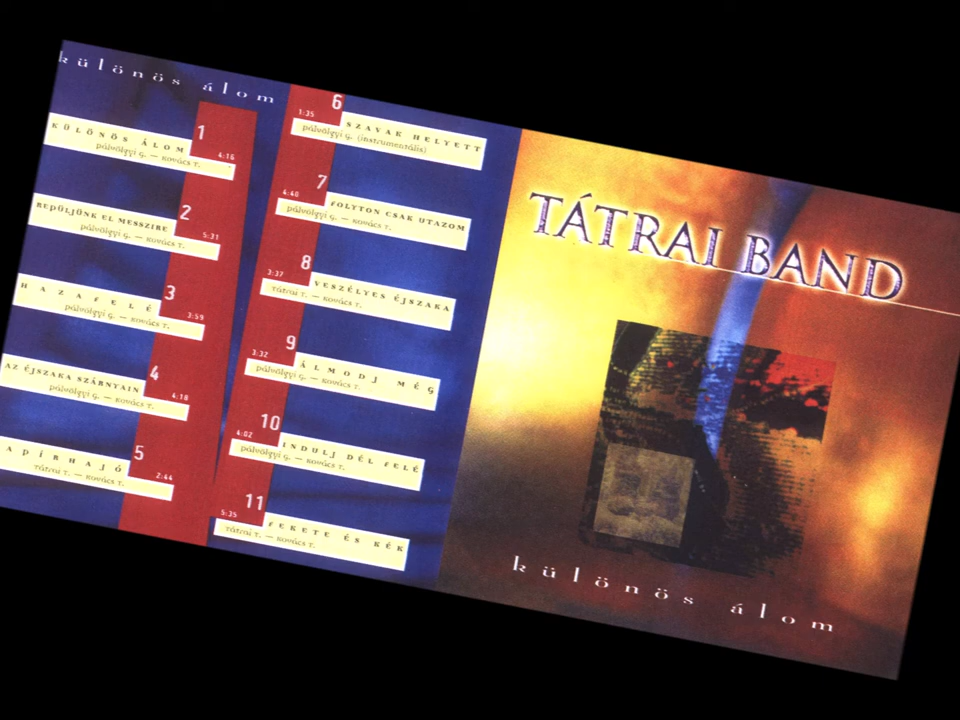 különös álom
1
KÜLÖNÖS ÁLOM
4:16
pálvölgyi g. — kovács t.
2
REPÜLJÜNK EL MESSZIRE
5:31
pálvölgyi g. — kovács t.
3
HAZAFELÉ
3:59
pálvölgyi g. — kovács t.
4
AZ ÉJSZAKA SZÁRNYAIN
4:18
pálvölgyi g. — kovács t.
5
APÍRHAJÓ
2:44
tátrai t. — kovács t.
6
1:35
SZAVAK HELYETT
pálvölgyi g. (instrumentális)
7
4:40
FOLYTON CSAK UTAZOM
pálvölgyi g. — kovács t.
8
3:37
VESZÉLYES ÉJSZAKA
tátrai t. — kovács t.
9
3:32
ÁLMODJ MÉG
pálvölgyi g. — kovács t.
10
4:02
INDULJ DÉL FELÉ
pálvölgyi g. — kovács t.
11
5:35
FEKETE ÉS KÉK
tátrai t. — kovács t.
TÁTRAI BAND
különös álom